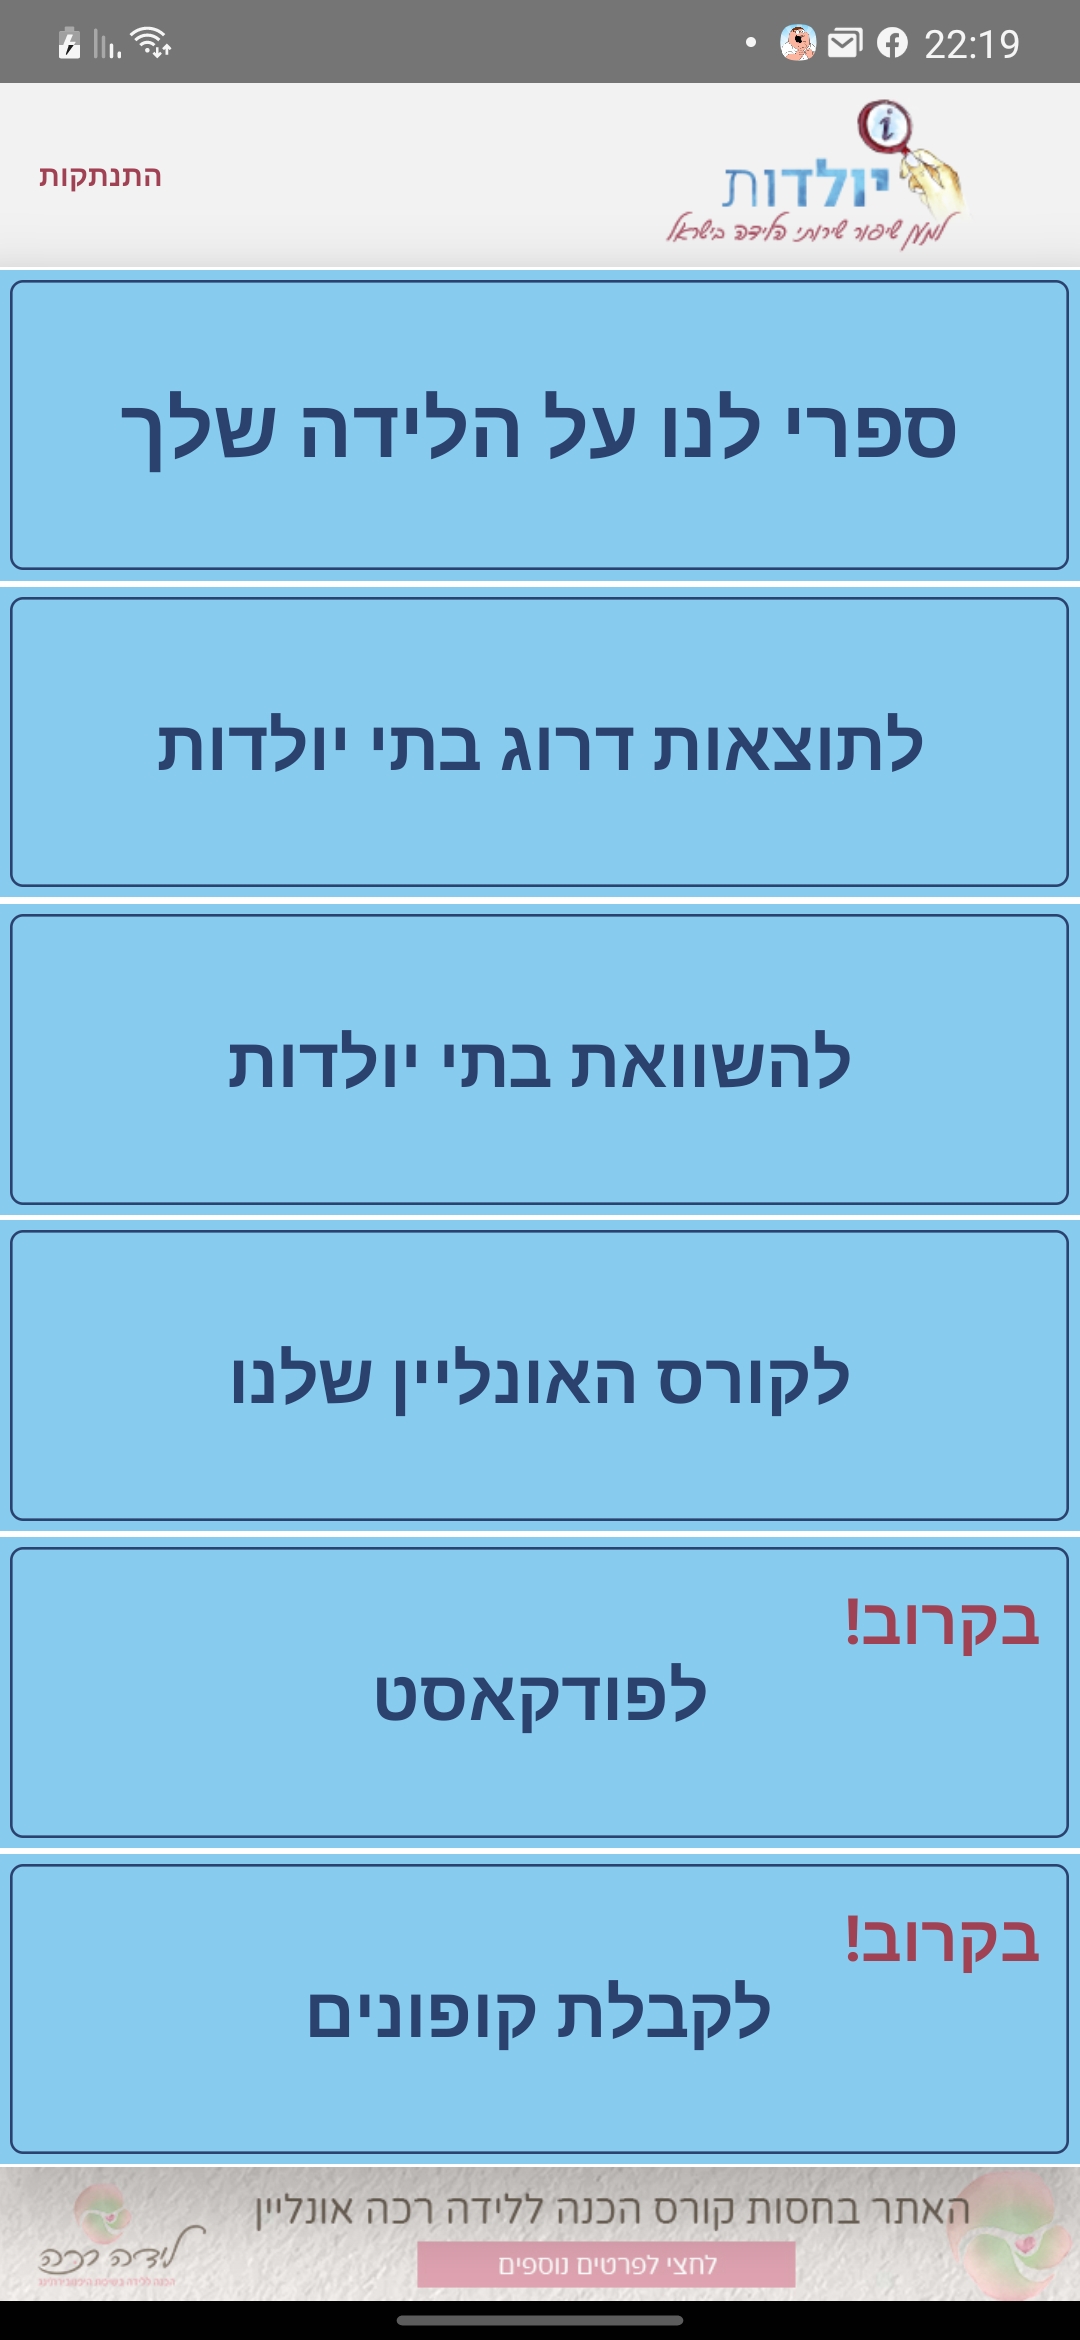 22:19
יולדות
למען שיפור שירותי הלידה בישראל
התנתקות
ספרי לנו על הלידה שלך
לתוצאות דרוג בתי יולדות
להשוואת בתי יולדות
לקורס האונליין שלנו
בקרוב!
לפודקאסט
בקרוב!
לקבלת קופונים
האתר בחסות קורס הכנה ללידה רכה אונליין
לחצי לפרטים נוספים
לידה רכה